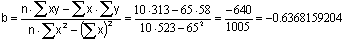 b = (n · ∑xy − ∑x · ∑y) / (n · ∑x² − (∑x)²) = (10 · 313 − 65 · 58) / (10 · 523 − 65²) = −640 / 1005 = −0.6368159204